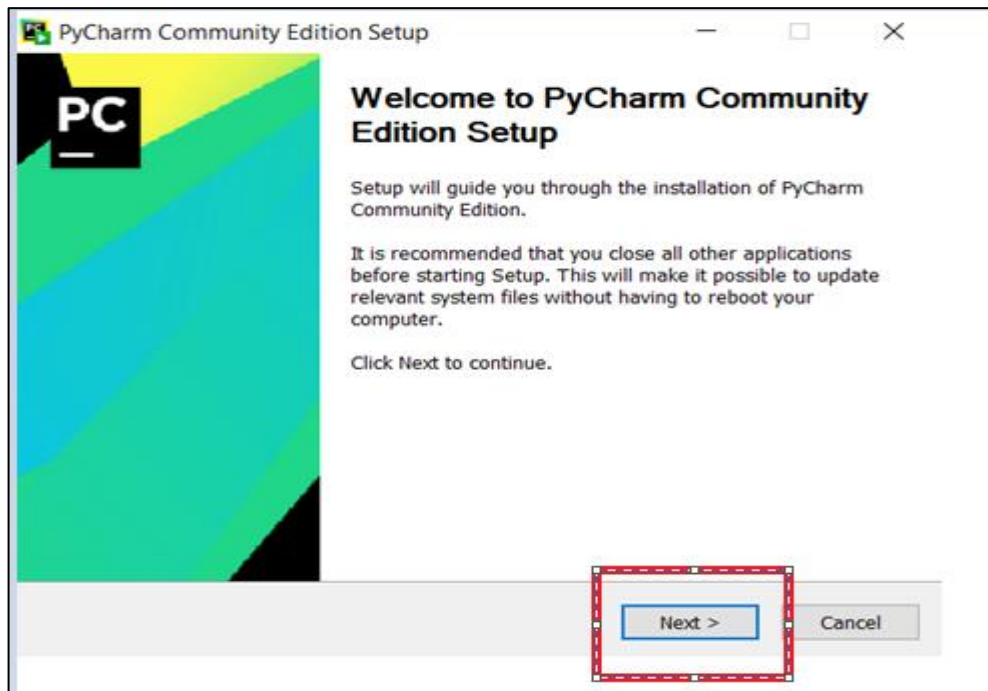 PyCharm Community Edition Setup
PC
Welcome to PyCharm Community
Edition Setup
Setup will guide you through the installation of PyCharm
Community Edition.
It is recommended that you close all other applications
before starting Setup. This will make it possible to update
relevant system files without having to reboot your
computer.
Click Next to continue.
Next >
Cancel